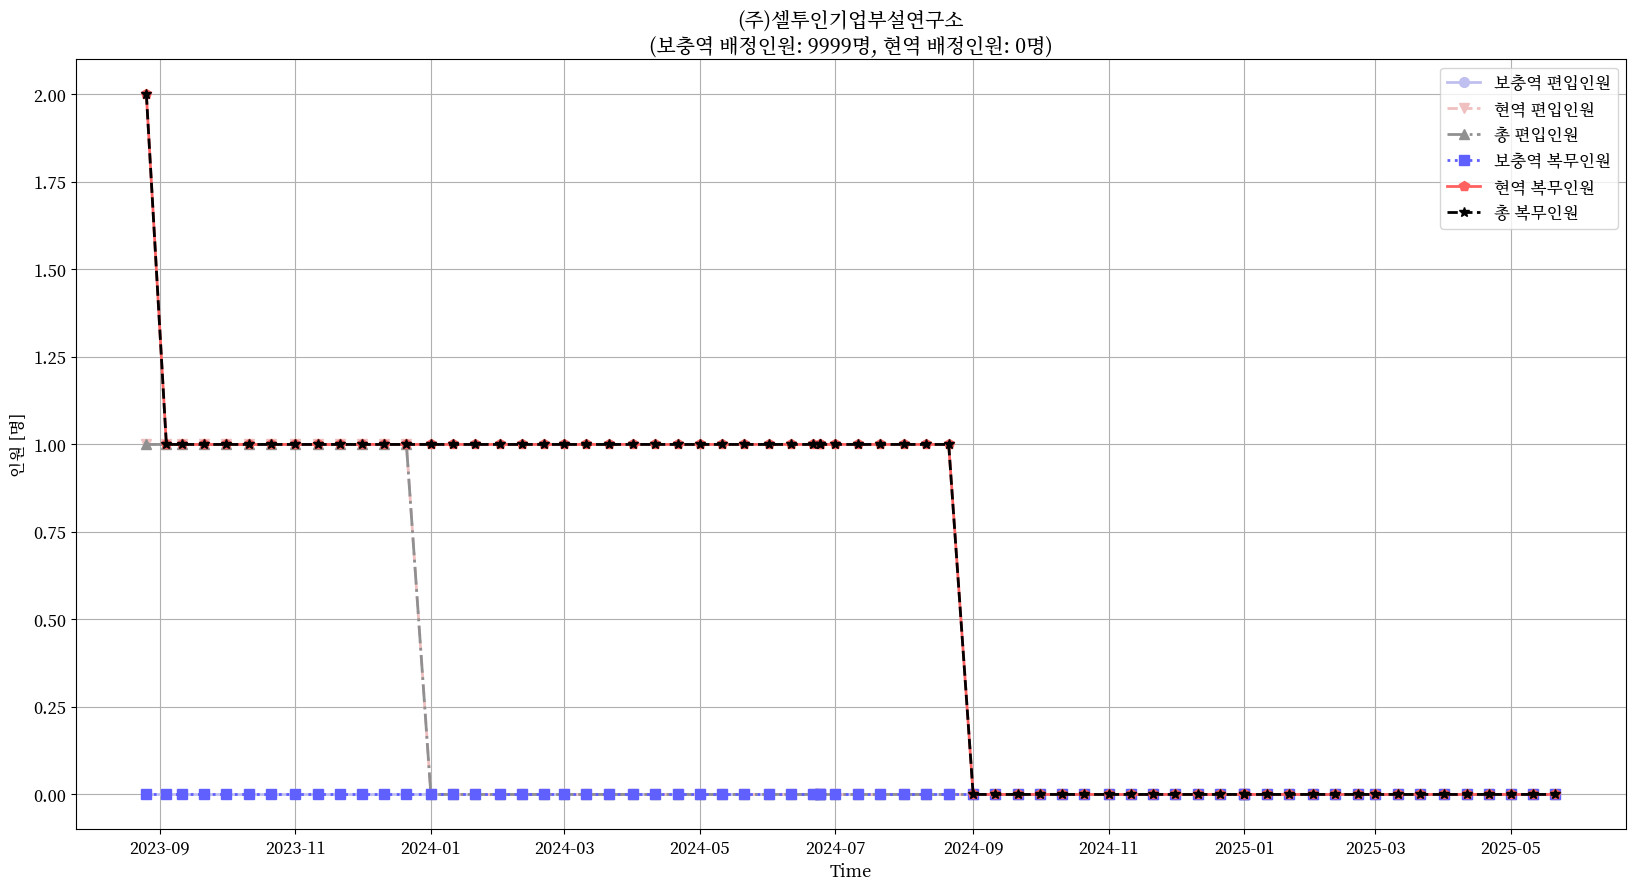 (주)셀투인기업부설연구소
(보충역 배정인원: 9999명, 현역 배정인원: 0명)
보충역 편입인원
현역 편입인원
총 편입인원
보충역 복무인원
현역 복무인원
총 복무인원
2.00
1.75
1.50
1.25
1.00
0.75
0.50
0.25
0.00
인원 [명]
2023-09 2023-11 2024-01 2024-03 2024-05 2024-07 2024-09 2024-11 2025-01 2025-03 2025-05
Time